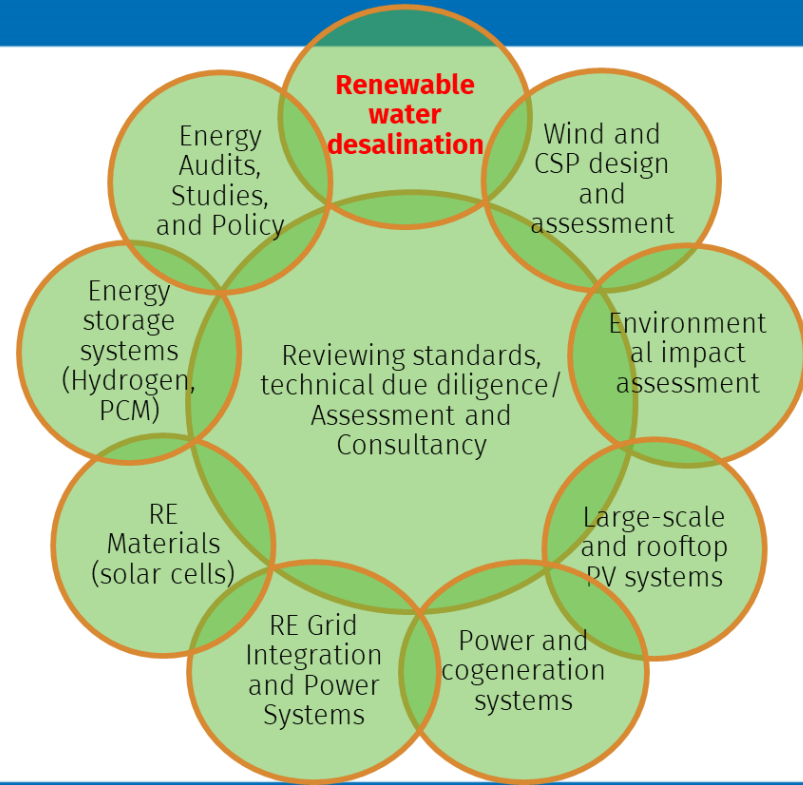 Renewable
water
desalination
Wind and
CSP design
and
assessment
Environment
al impact
assessment
Large-scale
and rooftop
PV systems
Power and
cogeneration
systems
RE Grid
Integration
and Power
Systems
RE
Materials
(solar cells)
Energy
storage
systems
(Hydrogen,
PCM)
Energy
Audits,
Studies,
and Policy
Reviewing standards,
technical due diligence/
Assessment and
Consultancy